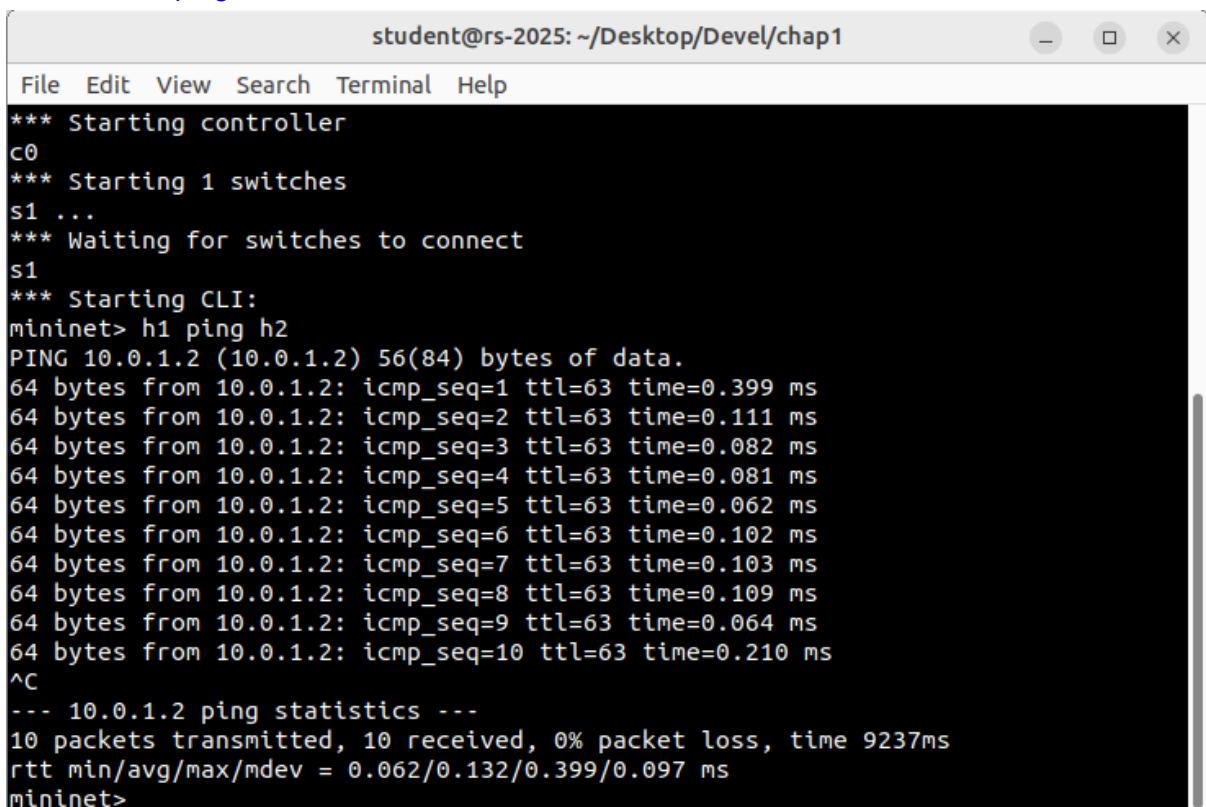 student@rs-2025: ~/Desktop/Devel/chap1
File Edit View Search Terminal Help
*** Starting controller
c0
*** Starting 1 switches
s1 ...
*** Waiting for switches to connect
s1
*** Starting CLI:
mininet> h1 ping h2
PING 10.0.1.2 (10.0.1.2) 56(84) bytes of data.
64 bytes from 10.0.1.2: icmp_seq=1 ttl=63 time=0.399 ms
64 bytes from 10.0.1.2: icmp_seq=2 ttl=63 time=0.111 ms
64 bytes from 10.0.1.2: icmp_seq=3 ttl=63 time=0.082 ms
64 bytes from 10.0.1.2: icmp_seq=4 ttl=63 time=0.081 ms
64 bytes from 10.0.1.2: icmp_seq=5 ttl=63 time=0.062 ms
64 bytes from 10.0.1.2: icmp_seq=6 ttl=63 time=0.102 ms
64 bytes from 10.0.1.2: icmp_seq=7 ttl=63 time=0.103 ms
64 bytes from 10.0.1.2: icmp_seq=8 ttl=63 time=0.109 ms
64 bytes from 10.0.1.2: icmp_seq=9 ttl=63 time=0.064 ms
64 bytes from 10.0.1.2: icmp_seq=10 ttl=63 time=0.210 ms
^C
--- 10.0.1.2 ping statistics ---
10 packets transmitted, 10 received, 0% packet loss, time 9237ms
rtt min/avg/max/mdev = 0.062/0.132/0.399/0.097 ms
mininet>